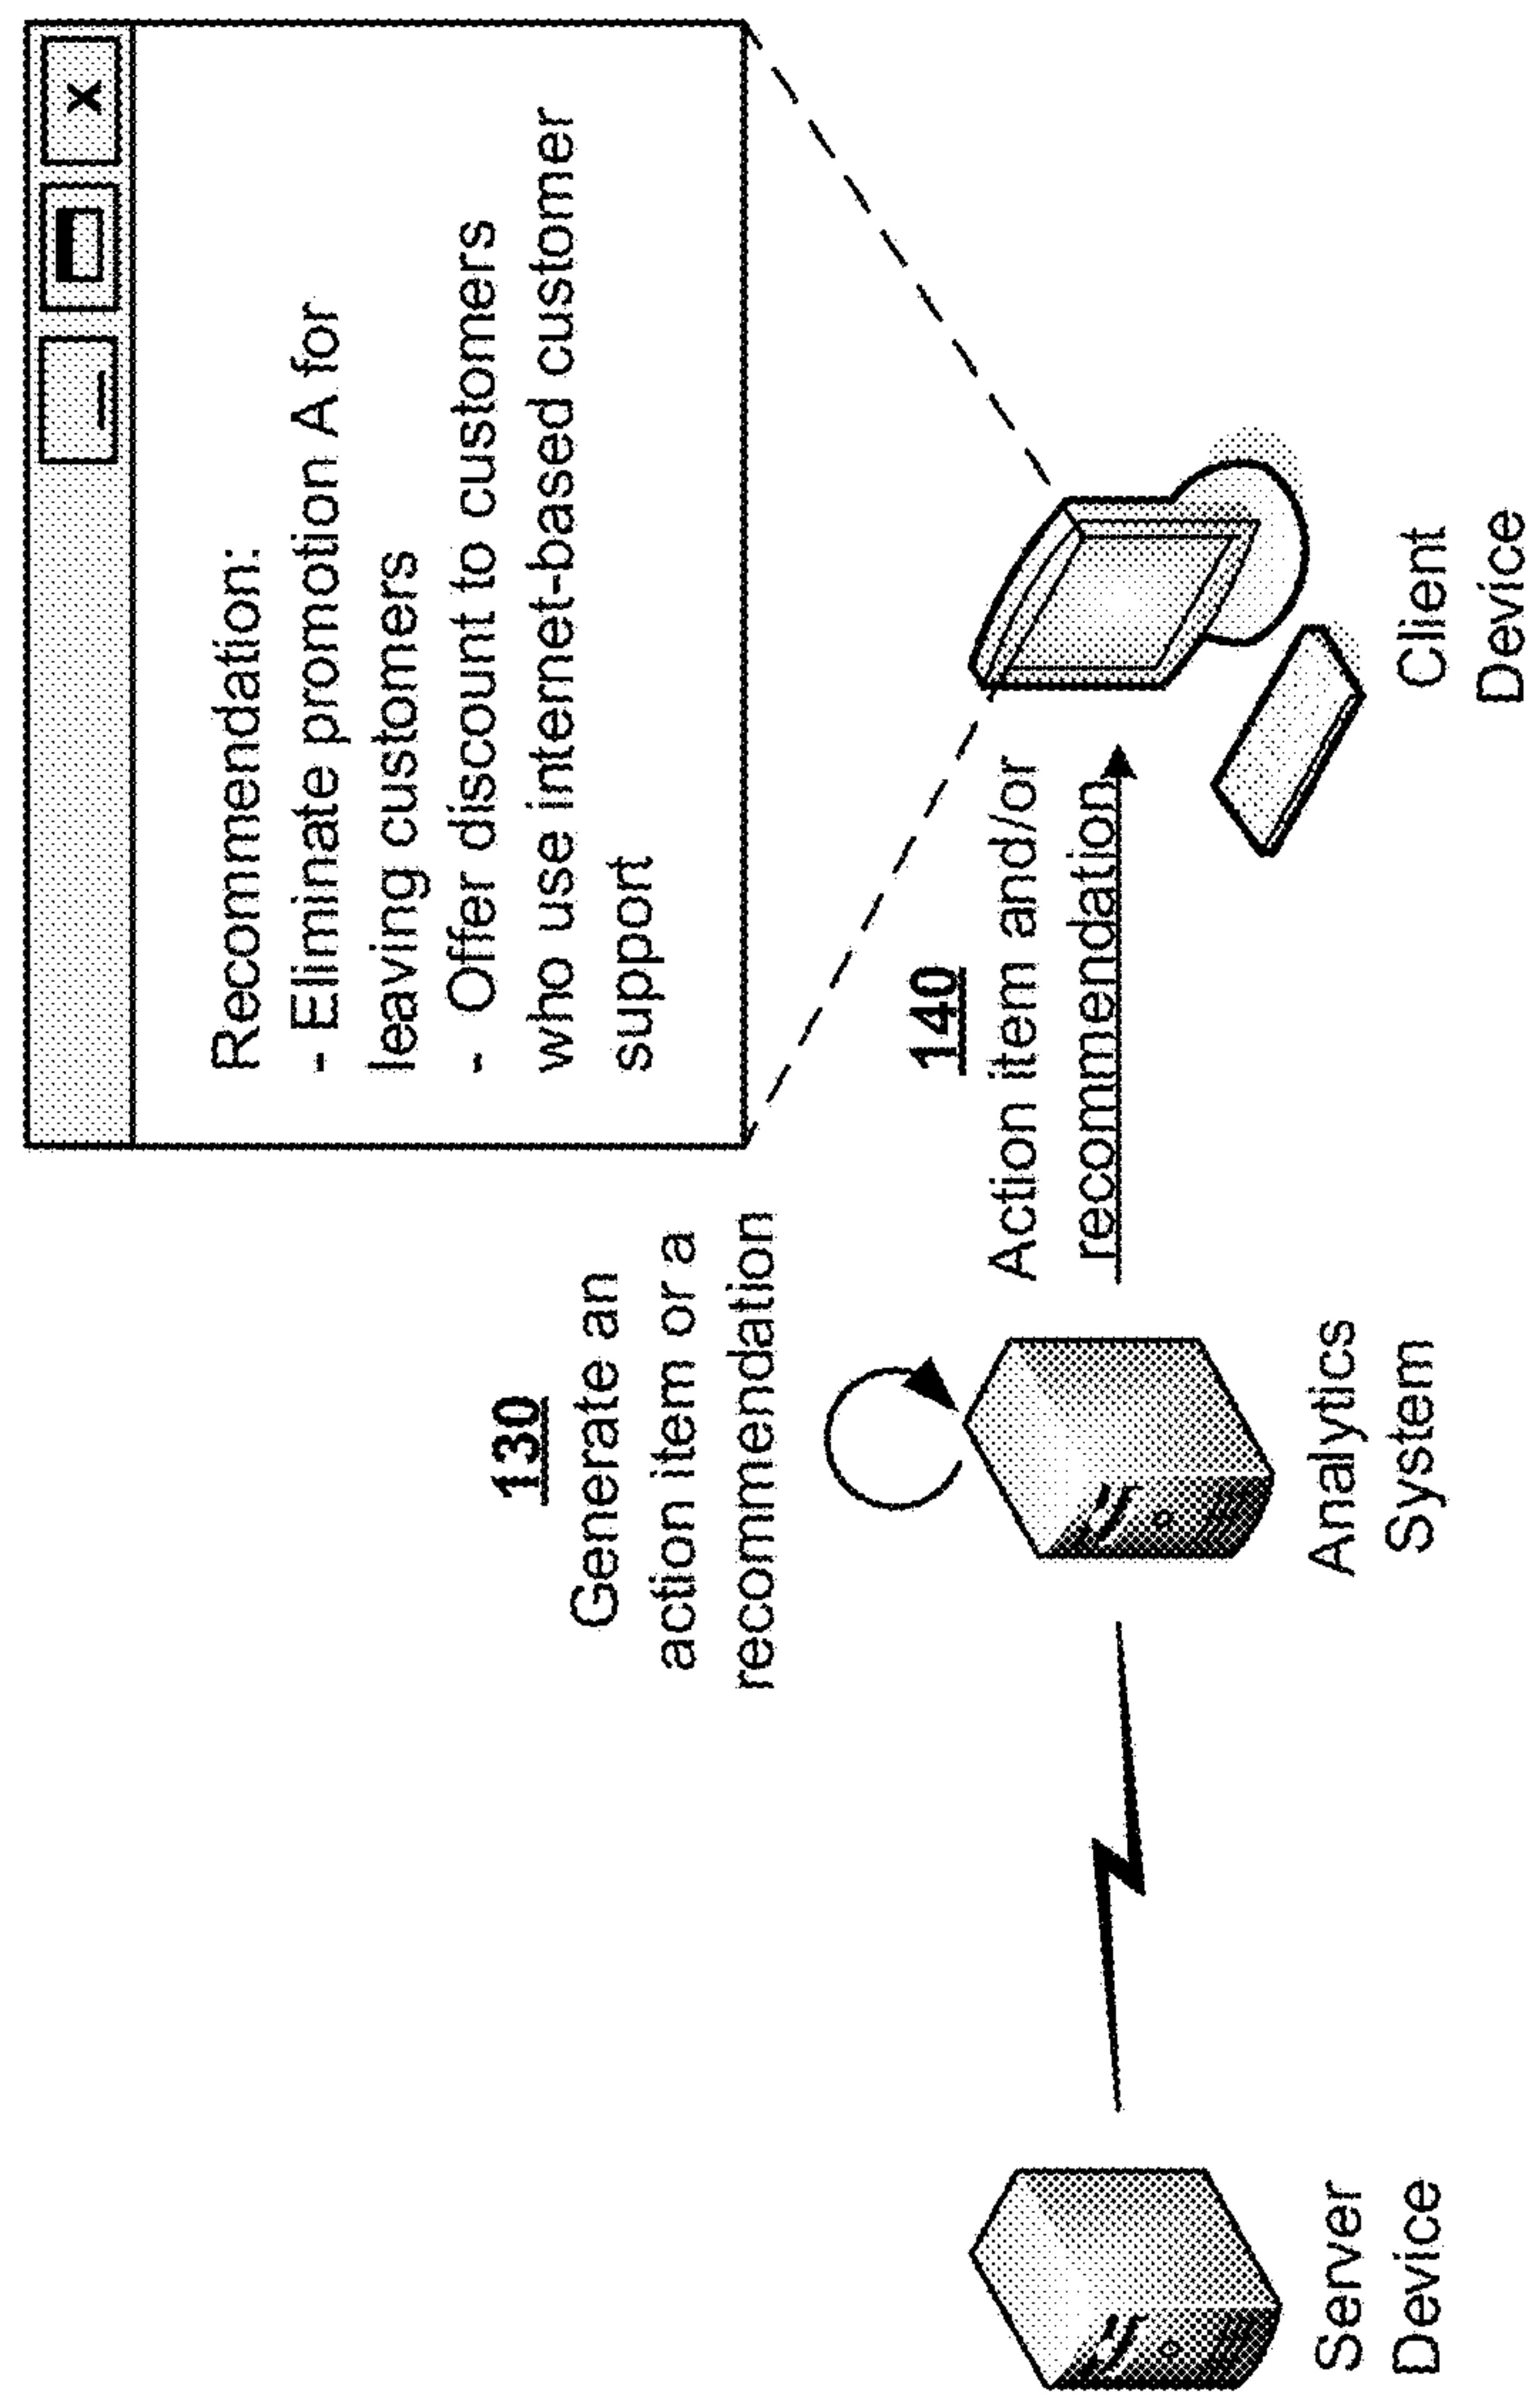 x
Recommendation:
- Eliminate promotion A for
leaving customers
- Offer discount to customers
who use internet-based customer
support
130
Generate an
action item or a
recommendation
140
Action item and/or
recommendation
Server
Device
Analytics
System
Client
Device